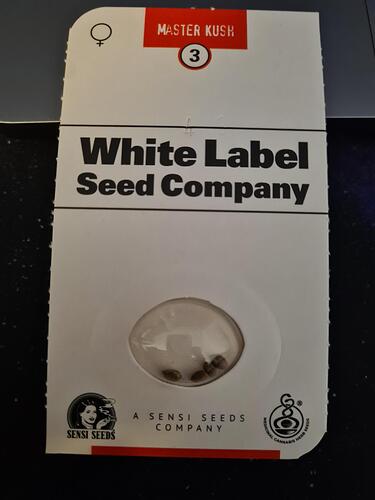 MASTER KUSH
3
White Label
Seed Company
A SENSI SEEDS
COMPANY
SENSI SEEDS
®